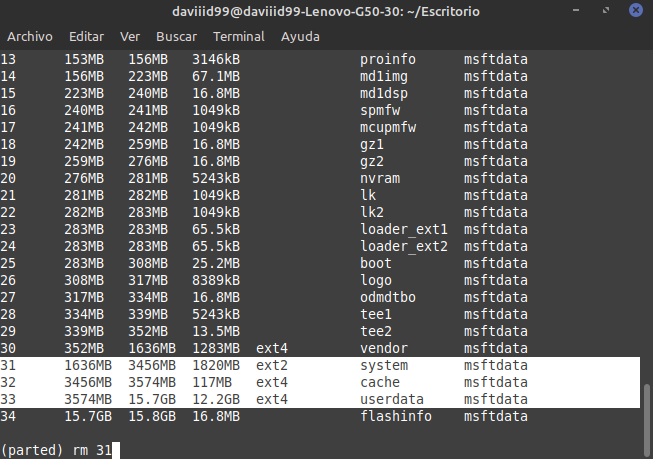 daviiid99@daviiid99-Lenovo-G50-30: ~/Escritorio
Archivo Editar Ver Buscar Terminal Ayuda
13 153MB 156MB 3146kB proinfo msftdata
14 156MB 223MB 67.1MB md1img msftdata
15 223MB 240MB 16.8MB md1dsp msftdata
16 240MB 241MB 1049kB spmfw msftdata
17 241MB 242MB 1049kB mcupmfw msftdata
18 242MB 259MB 16.8MB gz1 msftdata
19 259MB 276MB 16.8MB gz2 msftdata
20 276MB 281MB 5243kB nvram msftdata
21 281MB 282MB 1049kB lk msftdata
22 282MB 283MB 1049kB lk2 msftdata
23 283MB 283MB 65.5kB loader_ext1 msftdata
24 283MB 283MB 65.5kB loader_ext2 msftdata
25 283MB 308MB 25.2MB boot msftdata
26 308MB 317MB 8389kB logo msftdata
27 317MB 334MB 16.8MB odmdtbo msftdata
28 334MB 339MB 5243kB tee1 msftdata
29 339MB 352MB 13.5MB tee2 msftdata
30 352MB 1636MB 1283MB ext4 vendor msftdata
31 1636MB 3456MB 1820MB ext2 system msftdata
32 3456MB 3574MB 117MB ext4 cache msftdata
33 3574MB 15.7GB 12.2GB ext4 userdata msftdata
34 15.7GB 15.8GB 16.8MB flashinfo msftdata
(parted) rm 31